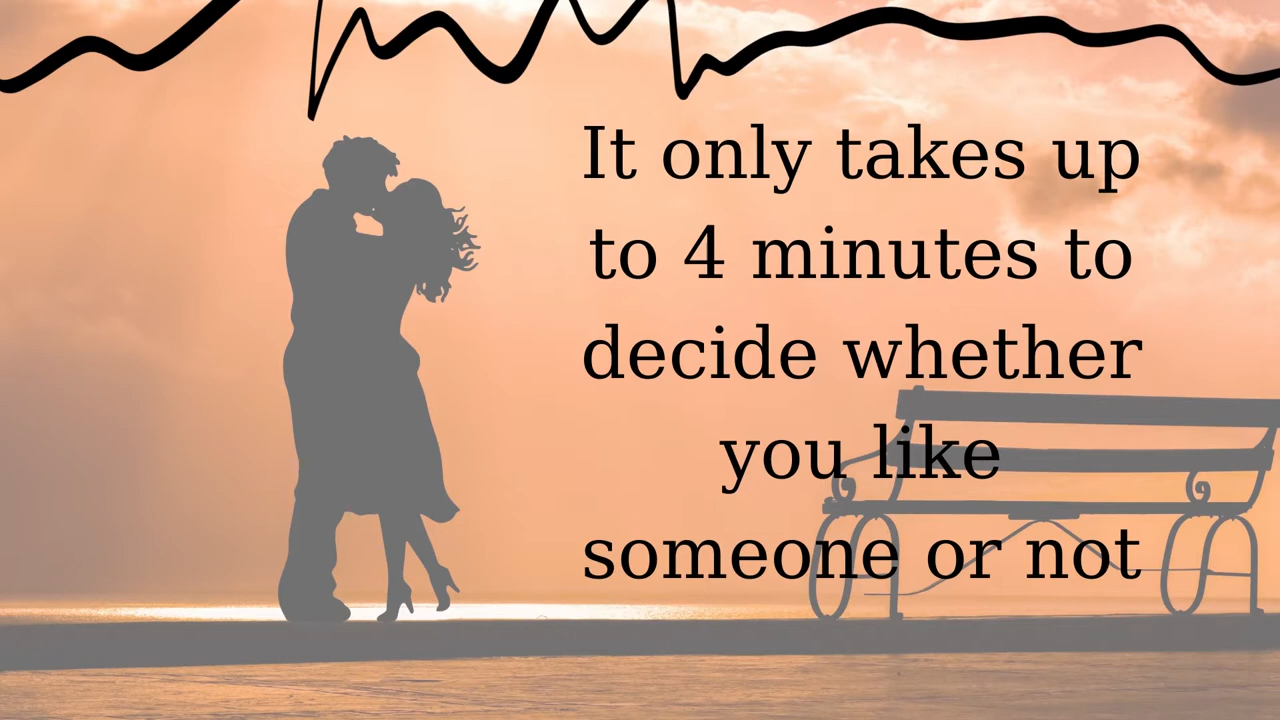 It only takes up
to 4 minutes to
decide whether
you like
someone or not